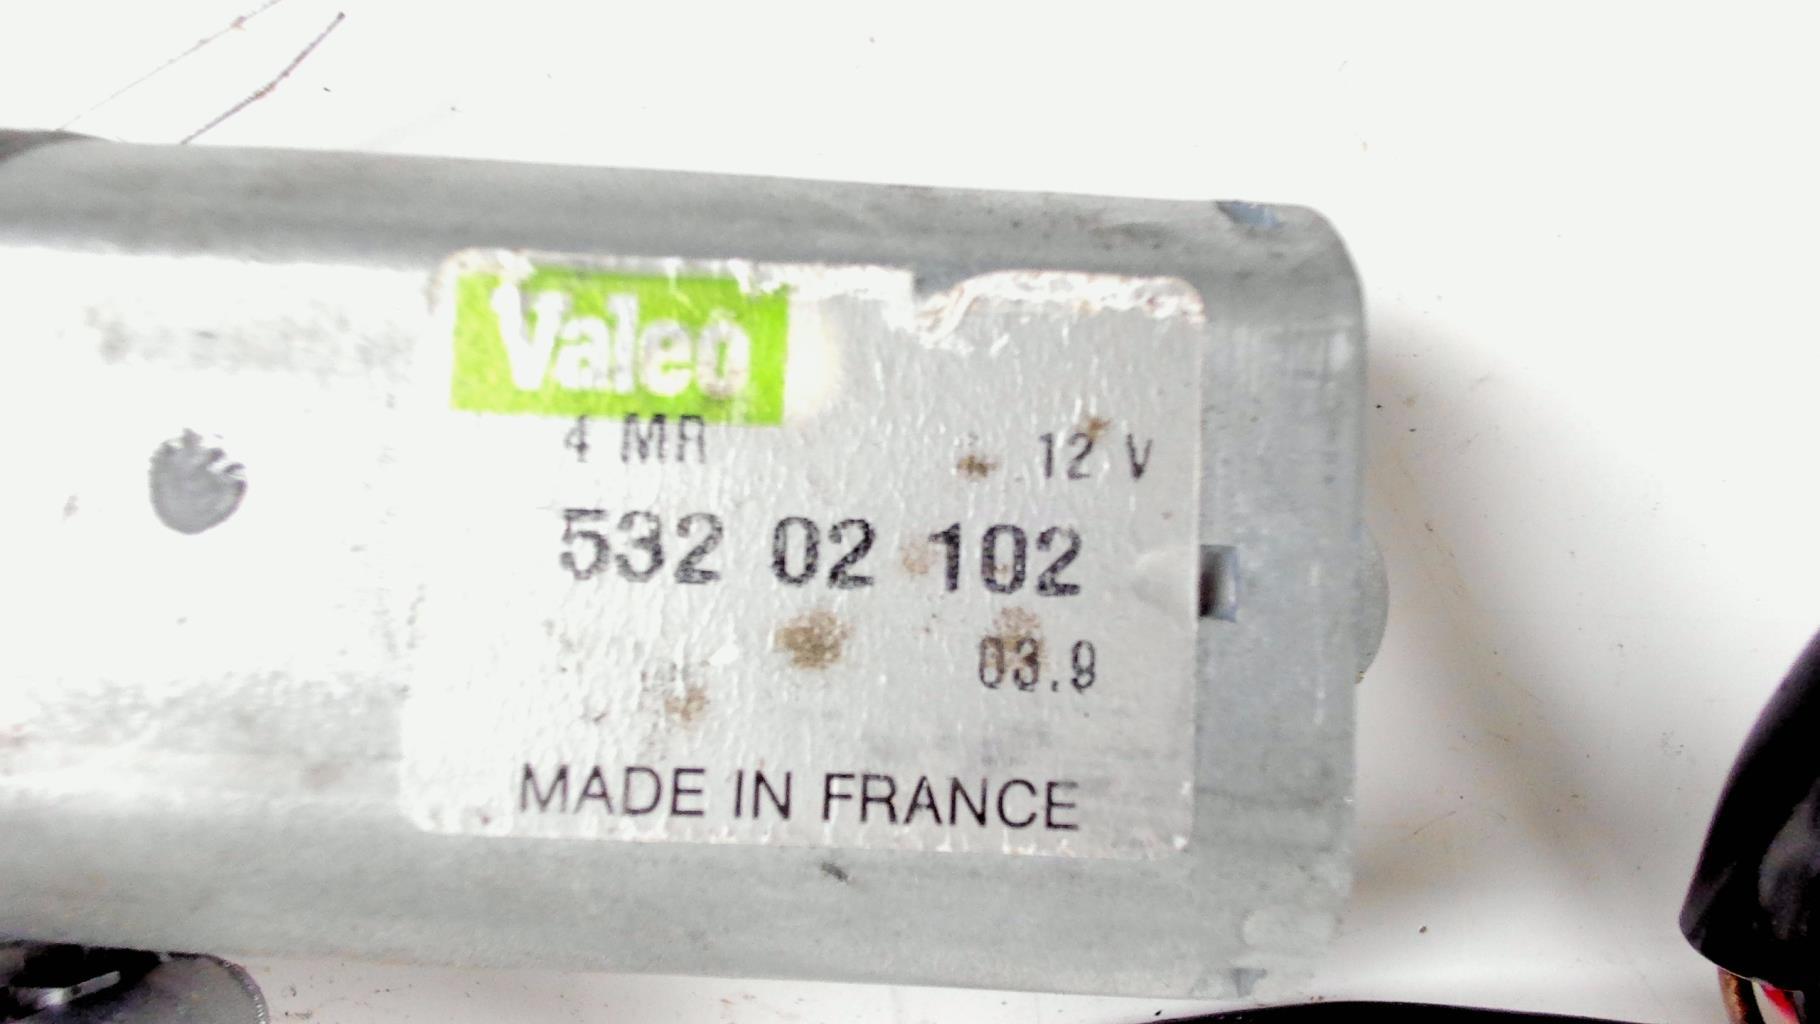 Valeo
4 MR 12 V
532 02 102
03.9
MADE IN FRANCE